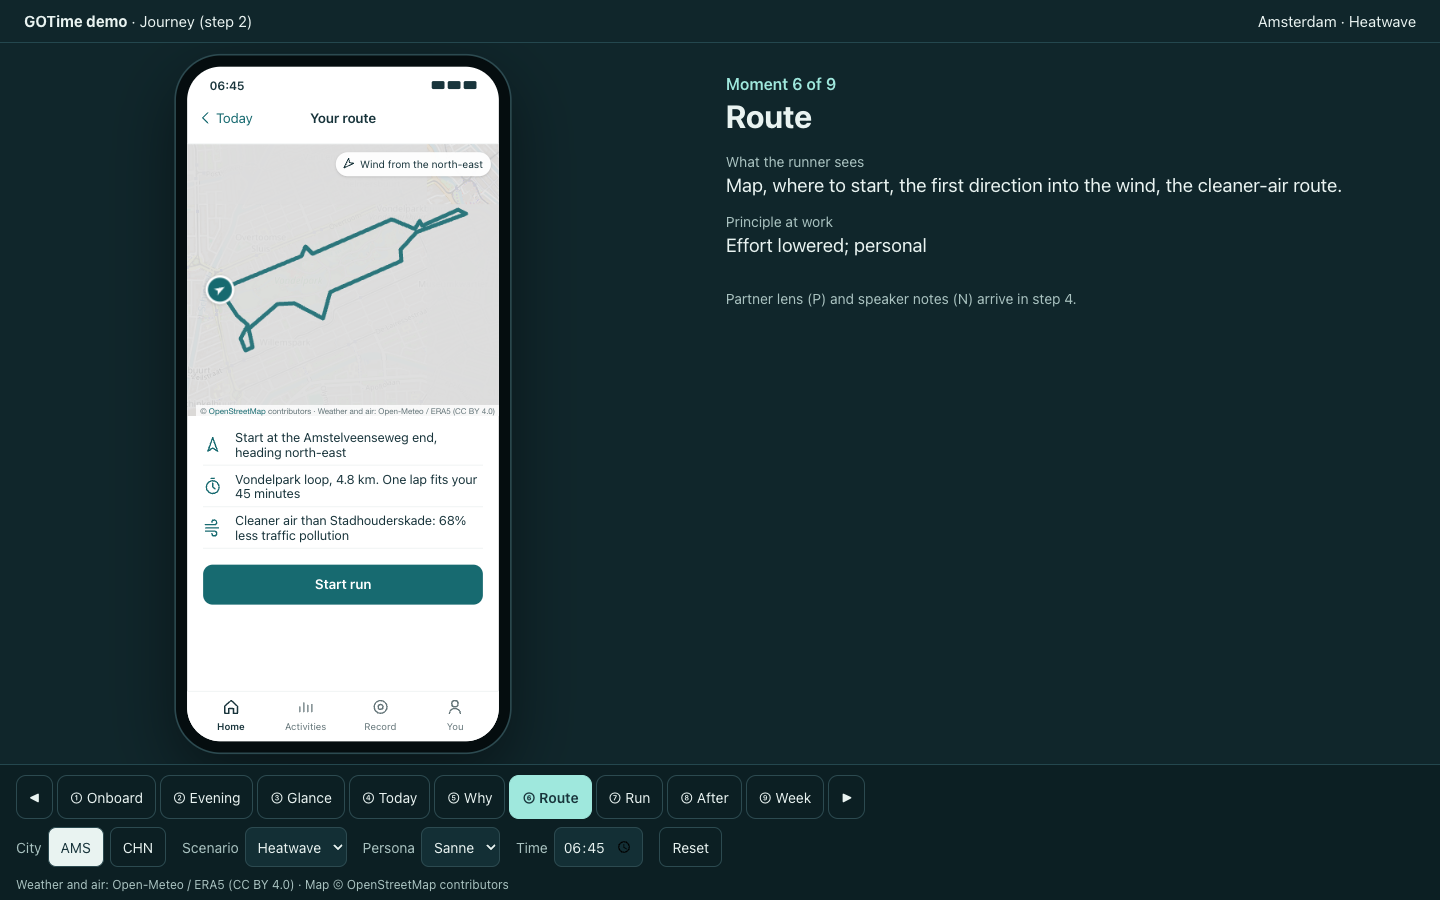 GOTime demo · Journey (step 2)
Amsterdam · Heatwave
06:45
Today
Your route
Wind from the north-east
© OpenStreetMap contributors · Weather and air: Open-Meteo / ERA5 (CC BY 4.0)
Start at the Amstelveenseweg end,
heading north-east
Vondelpark loop, 4.8 km. One lap fits your
45 minutes
Cleaner air than Stadhouderskade: 68%
less traffic pollution
Start run
Home
Activities
Record
You
Moment 6 of 9
Route
What the runner sees
Map, where to start, the first direction into the wind, the cleaner-air route.
Principle at work
Effort lowered; personal
Partner lens (P) and speaker notes (N) arrive in step 4.
◀ ① Onboard ② Evening ③ Glance ④ Today ⑤ Why ⑥ Route ⑦ Run ⑧ After ⑨ Week ▶
City AMS CHN Scenario Heatwave Persona Sanne Time 06:45 Reset
Weather and air: Open-Meteo / ERA5 (CC BY 4.0) · Map © OpenStreetMap contributors